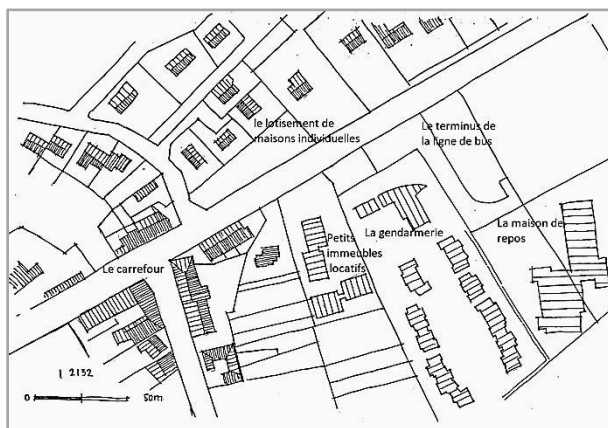 le lotisement de
maisons individuelles
Le terminus de
la ligne de bus
La maison de
repos
La gendarmerie
Petits
immeubles
locatifs
Le carrefour
1 2132
0 50m